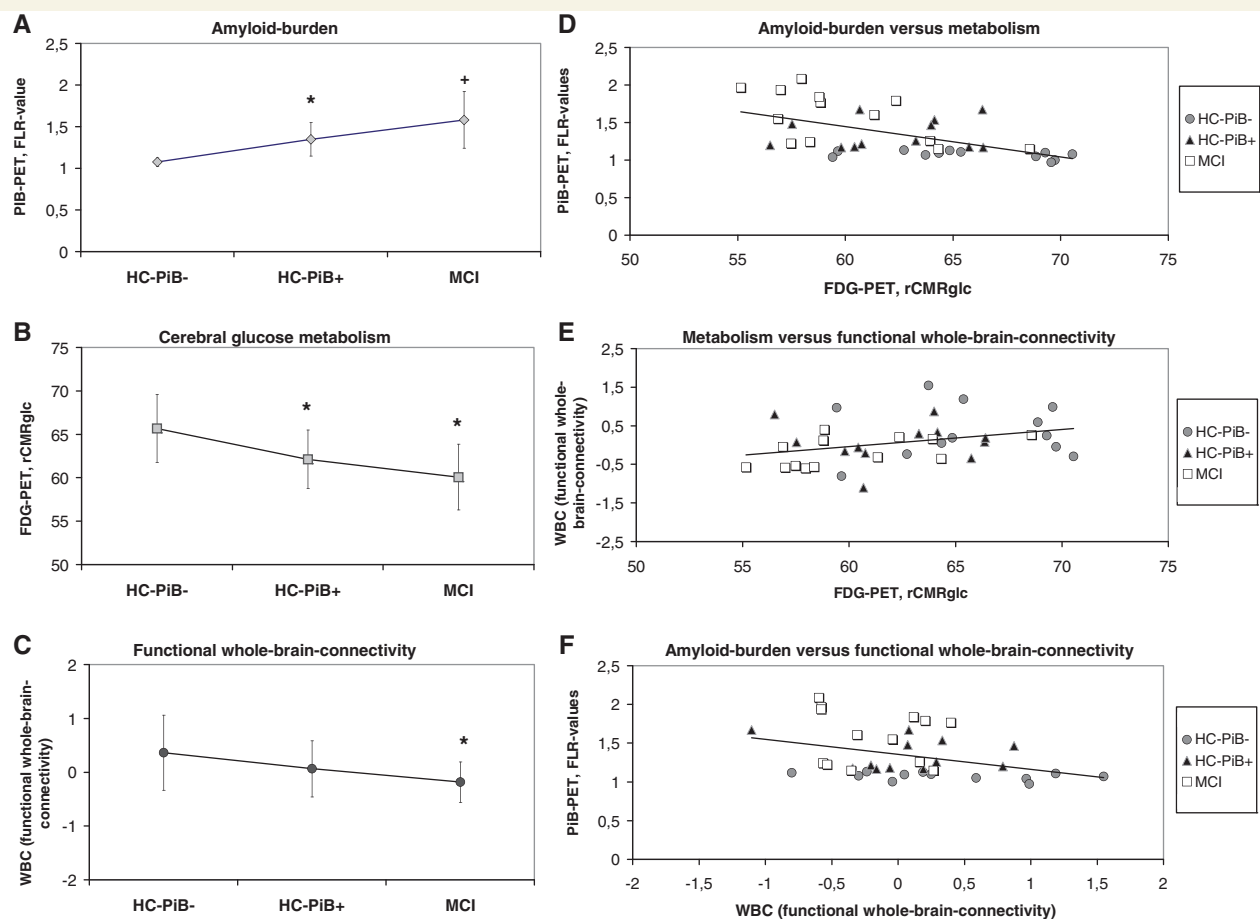 A
Amyloid-burden
2,5
2
1,5
1
0,5
0
PIB-PET, FLR-value
*
+
HC-PiB-
HC-PiB+
MCI
B
Cerebral glucose metabolism
75
70
65
60
55
50
FDG-PET, rCMRglc
*
*
HC-PiB-
HC-PiB+
MCI
C
Functional whole-brain-connectivity
2
1
0
-1
-2
WBC (functional whole-brain-
connectivity)
*
HC-PiB-
HC-PiB+
MCI
D
Amyloid-burden versus metabolism
2,5
2
1,5
1
0,5
0
PiB-PET, FLR-values
50 55 60 65 70 75
FDG-PET, rCMRglc
HC-PiB-
HC-PiB+
MCI
E
Metabolism versus functional whole-brain-connectivity
2,5
1,5
0,5
-0,5
-1,5
-2,5
WBC (functional whole-
brain-connectivity)
50 55 60 65 70 75
FDG-PET, rCMRglc
HC-PiB-
HC-PiB+
MCI
F
Amyloid-burden versus functional whole-brain-connectivity
2,5
2
1,5
1
0,5
0
PiB-PET, FLR-values
-2 -1,5 -1 -0,5 0 0,5 1 1,5 2
WBC (functional whole-brain-connectivity)
HC-PiB-
HC-PiB+
MCI